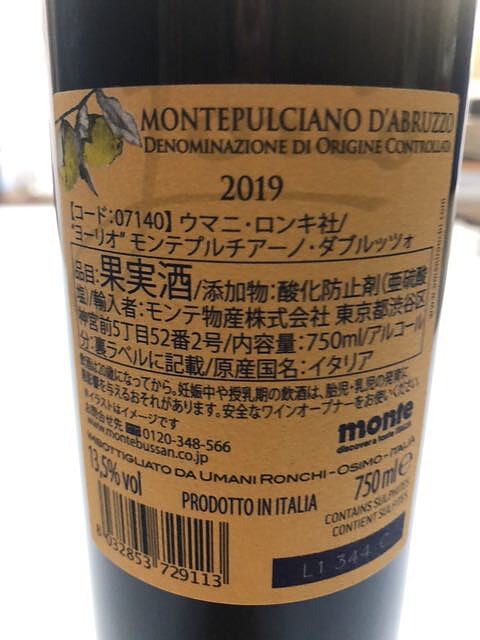 MONTEPULCIANO D'ABRUZZO
DENOMINAZIONE DI ORIGINE CONTROLLATA
2019
【コード:07140】ウマニ・ロンキ社/
"ヨーリオ" モンテプルチアーノ・ダブルッツォ
品目:果実酒/添加物:酸化防止剤(亜硫酸
塩)/輸入者:モンテ物産株式会社 東京都渋谷区
神宮前5丁目52番2号/内容量:750ml/アルコール
分:裏ラベルに記載/原産国名:イタリア
飲酒は20歳になってから。妊娠中や授乳期の飲酒は、胎児・乳児の発育に
悪影響を与えるおそれがあります。安全なワインオープナーをお使いください。
※イラストはイメージです
お問合せ先 0120-348-566
www.montebussan.co.jp
monte
discover a taste
IMBOTTIGLIATO DA UMANI RONCHI - OSIMO - ITALIA
13,5% vol
PRODOTTO IN ITALIA
750 ml e
CONTAINS SULPHITES
CONTIENT SULFITES
8 032853 729113
L1 344 C